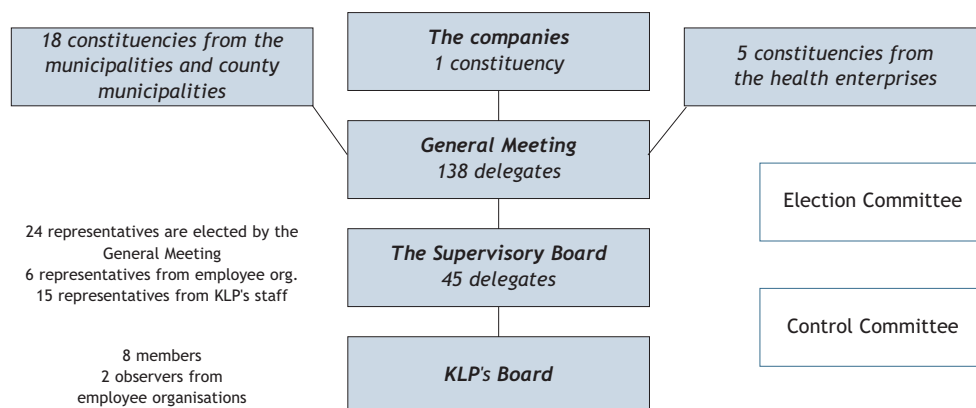 18 constituencies from the
municipalities and county
municipalities
The companies
1 constituency
5 constituencies from
the health enterprises
General Meeting
138 delegates
Election Committee
24 representatives are elected by the
General Meeting
6 representatives from employee org.
15 representatives from KLP's staff
The Supervisory Board
45 delegates
Control Committee
8 members
2 observers from
employee organisations
KLP's Board